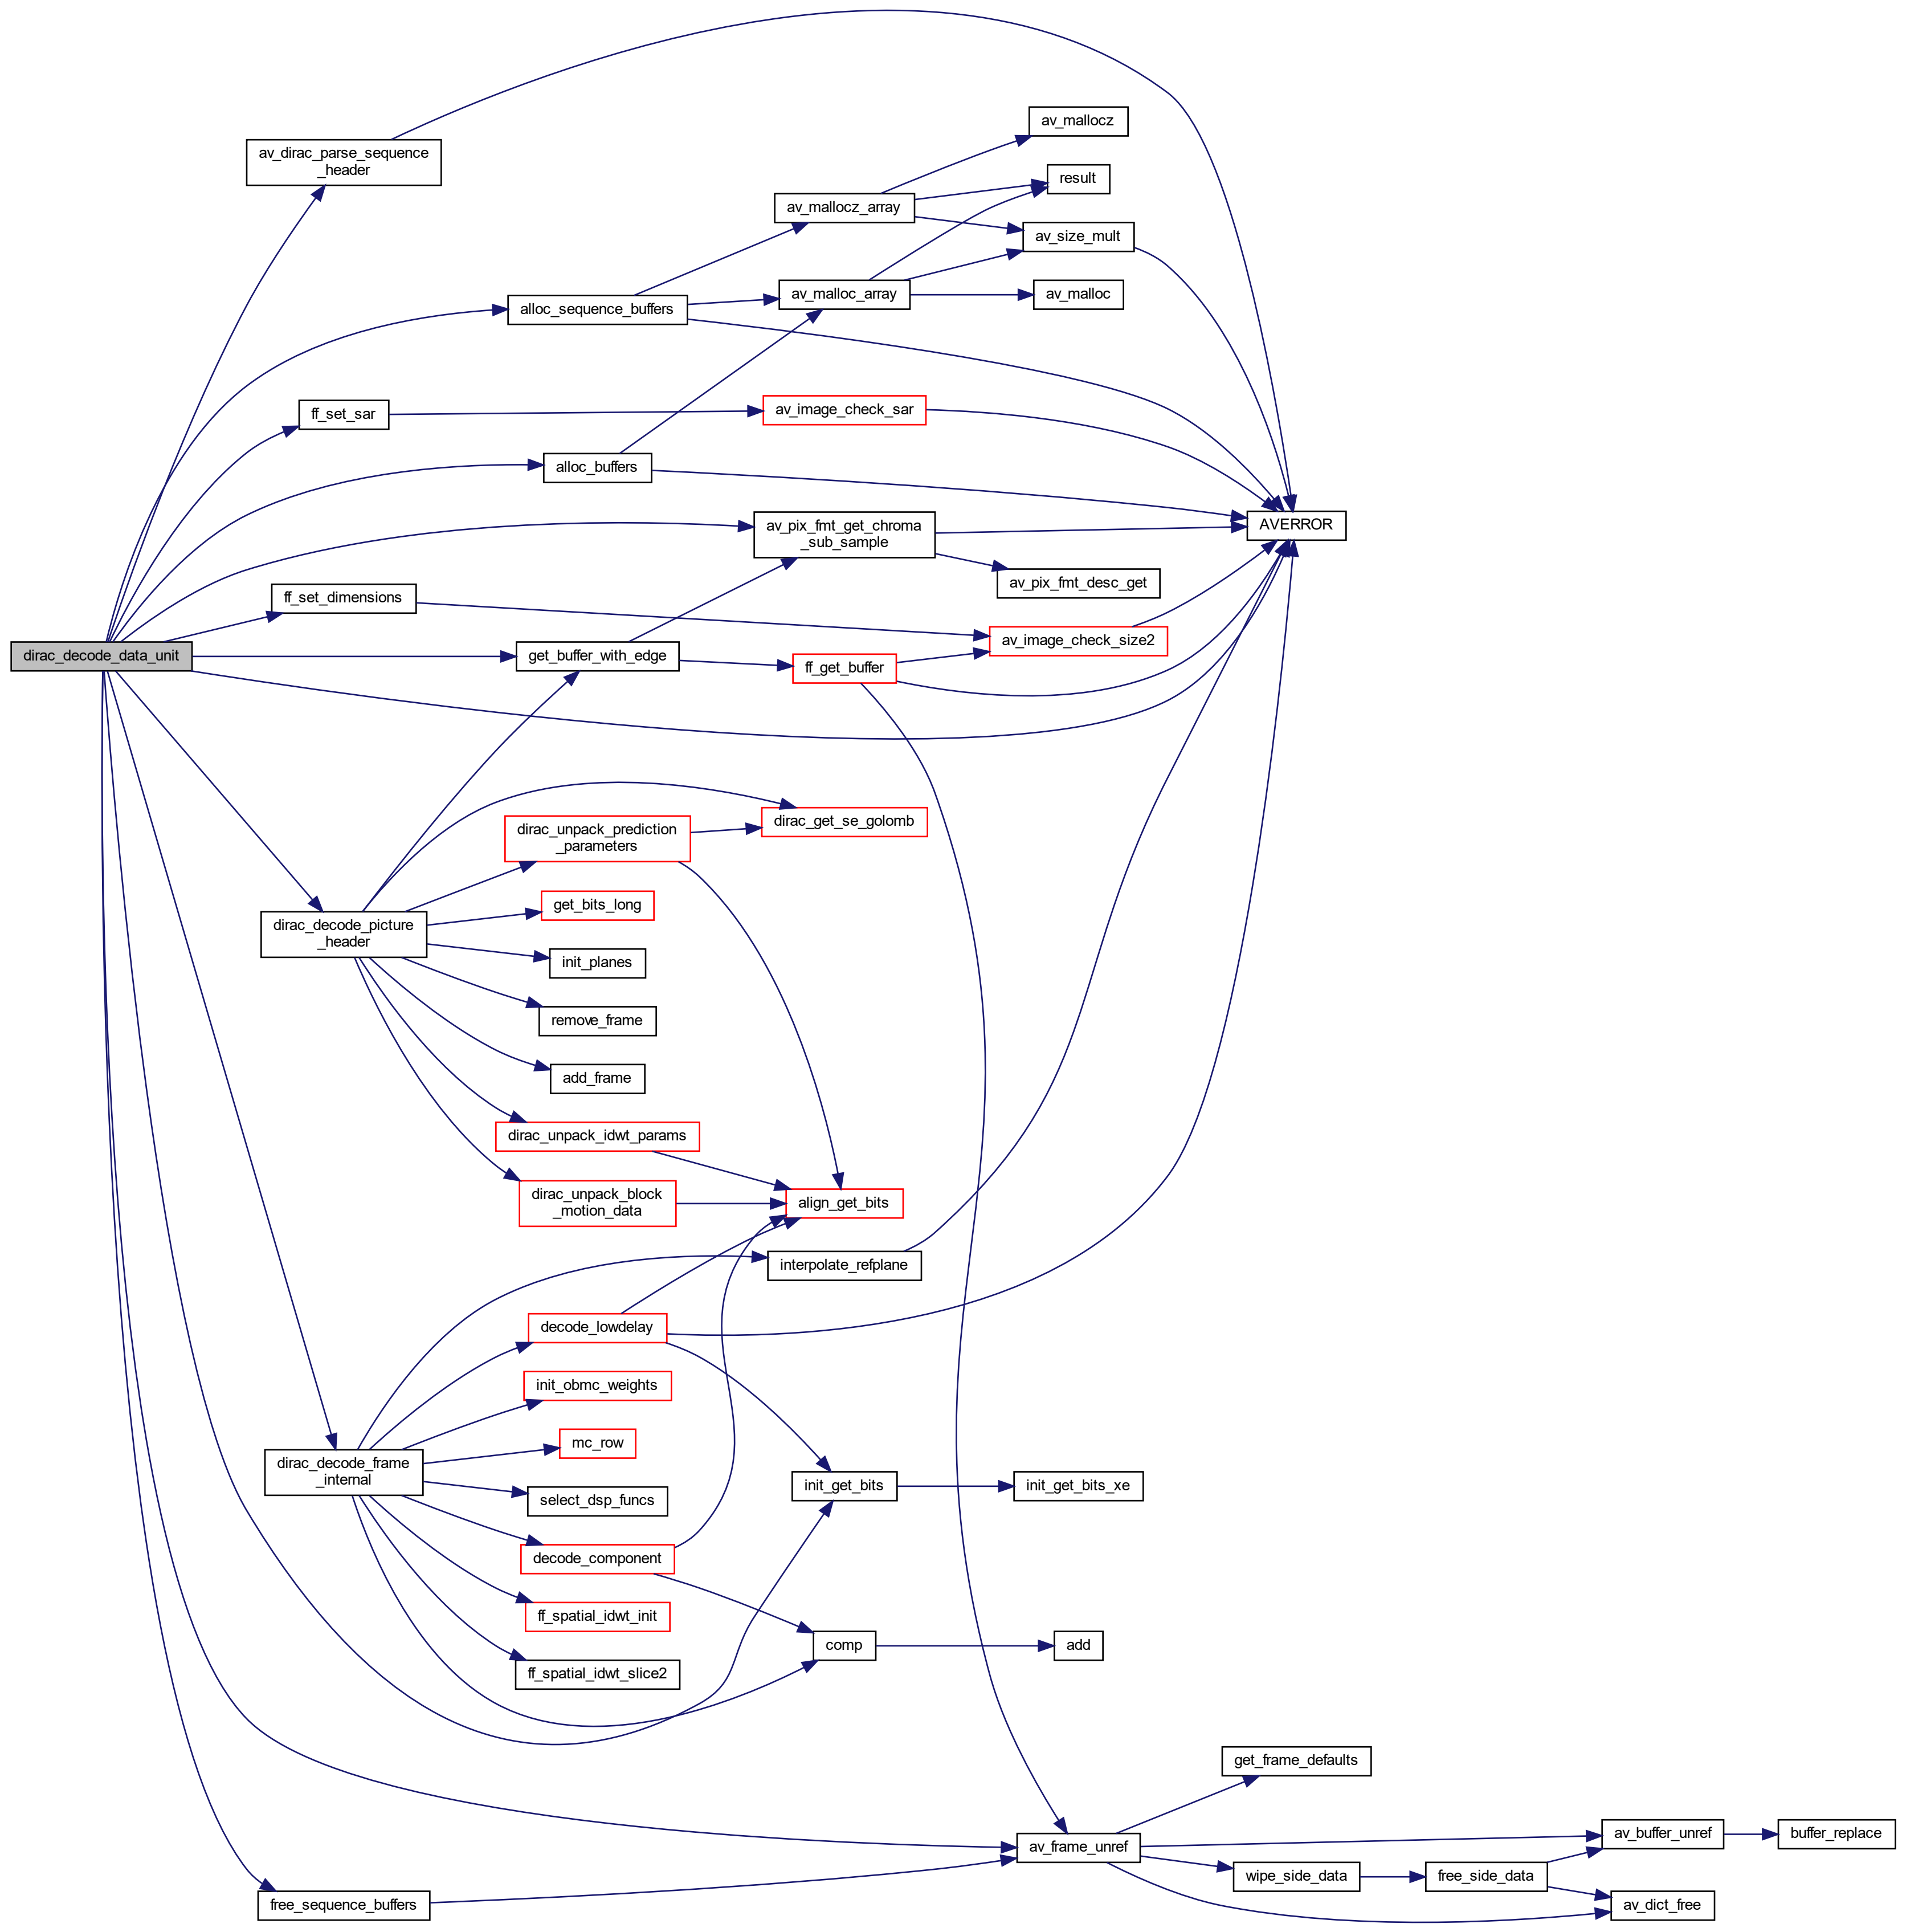 av_mallocz
av_dirac_parse_sequence
_header
result
av_mallocz_array
av_size_mult
av_malloc_array
av_malloc
alloc_sequence_buffers
ff_set_sar
av_image_check_sar
alloc_buffers
av_pix_fmt_get_chroma
_sub_sample
AVERROR
av_pix_fmt_desc_get
ff_set_dimensions
av_image_check_size2
dirac_decode_data_unit
get_buffer_with_edge
ff_get_buffer
dirac_get_se_golomb
dirac_unpack_prediction
_parameters
get_bits_long
dirac_decode_picture
_header
init_planes
remove_frame
add_frame
dirac_unpack_idwt_params
dirac_unpack_block
_motion_data
align_get_bits
interpolate_refplane
decode_lowdelay
init_obmc_weights
mc_row
dirac_decode_frame
_internal
init_get_bits
init_get_bits_xe
select_dsp_funcs
decode_component
ff_spatial_idwt_init
comp
add
ff_spatial_idwt_slice2
get_frame_defaults
av_buffer_unref
buffer_replace
av_frame_unref
wipe_side_data
free_side_data
free_sequence_buffers
av_dict_free